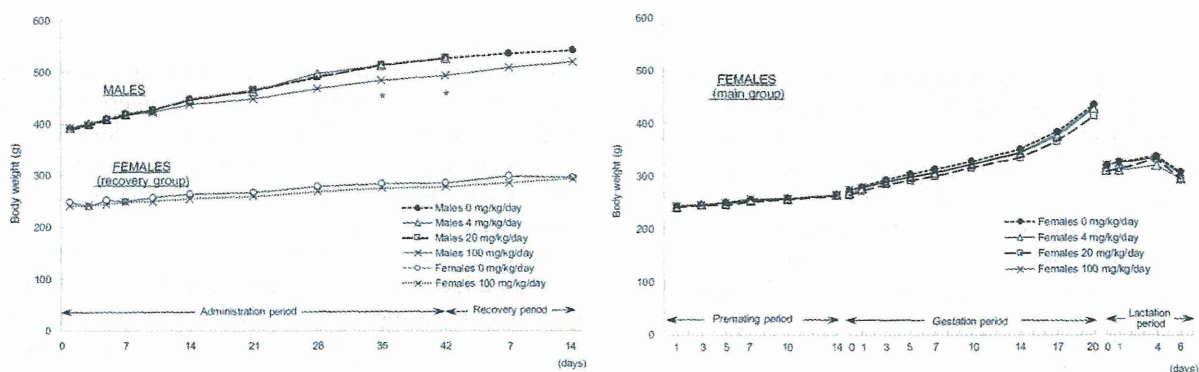 600
500
400
300
200
100
0
Body weight (g)
MALES
FEMALES
(recovery group)
*
*
Males 0 mg/kg/day
Males 4 mg/kg/day
Males 20 mg/kg/day
Males 100 mg/kg/day
Females 0 mg/kg/day
Females 100 mg/kg/day
Administration period
Recovery period
0 7 14 21 28 35 42 7 14
(days)
600
500
400
300
200
100
0
Body weight (g)
FEMALES
(main group)
Females 0 mg/kg/day
Females 4 mg/kg/day
Females 20 mg/kg/day
Females 100 mg/kg/day
Premating period
Gestation period
Lactation
period
1 3 5 7 10 14 0 1 3 5 7 10 14 17 20 0 1 4 6
(days)